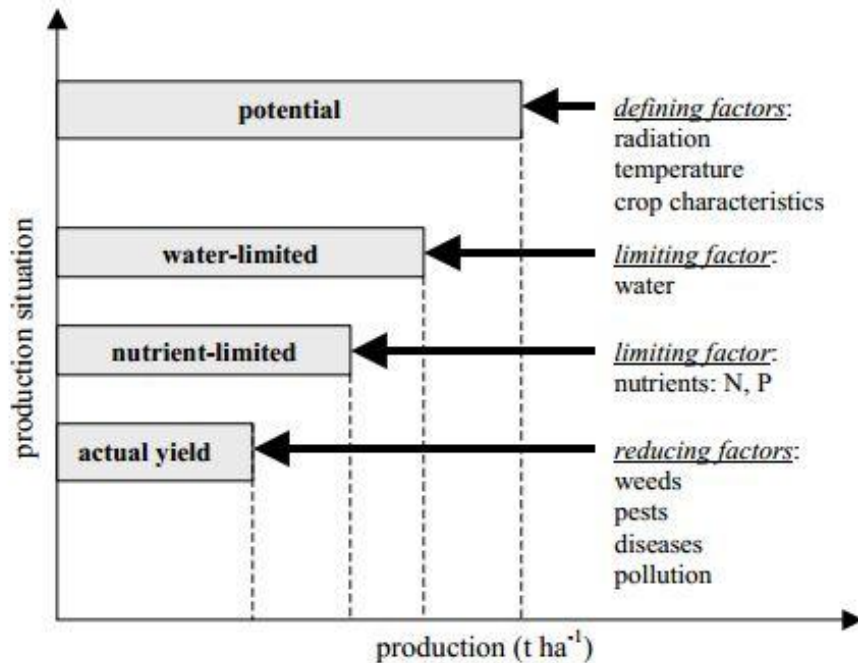 potential
defining factors:
radiation
temperature
crop characteristics
water-limited
limiting factor:
water
nutrient-limited
limiting factor:
nutrients: N, P
actual yield
reducing factors:
weeds
pests
diseases
pollution
production situation
production (t ha⁻¹)